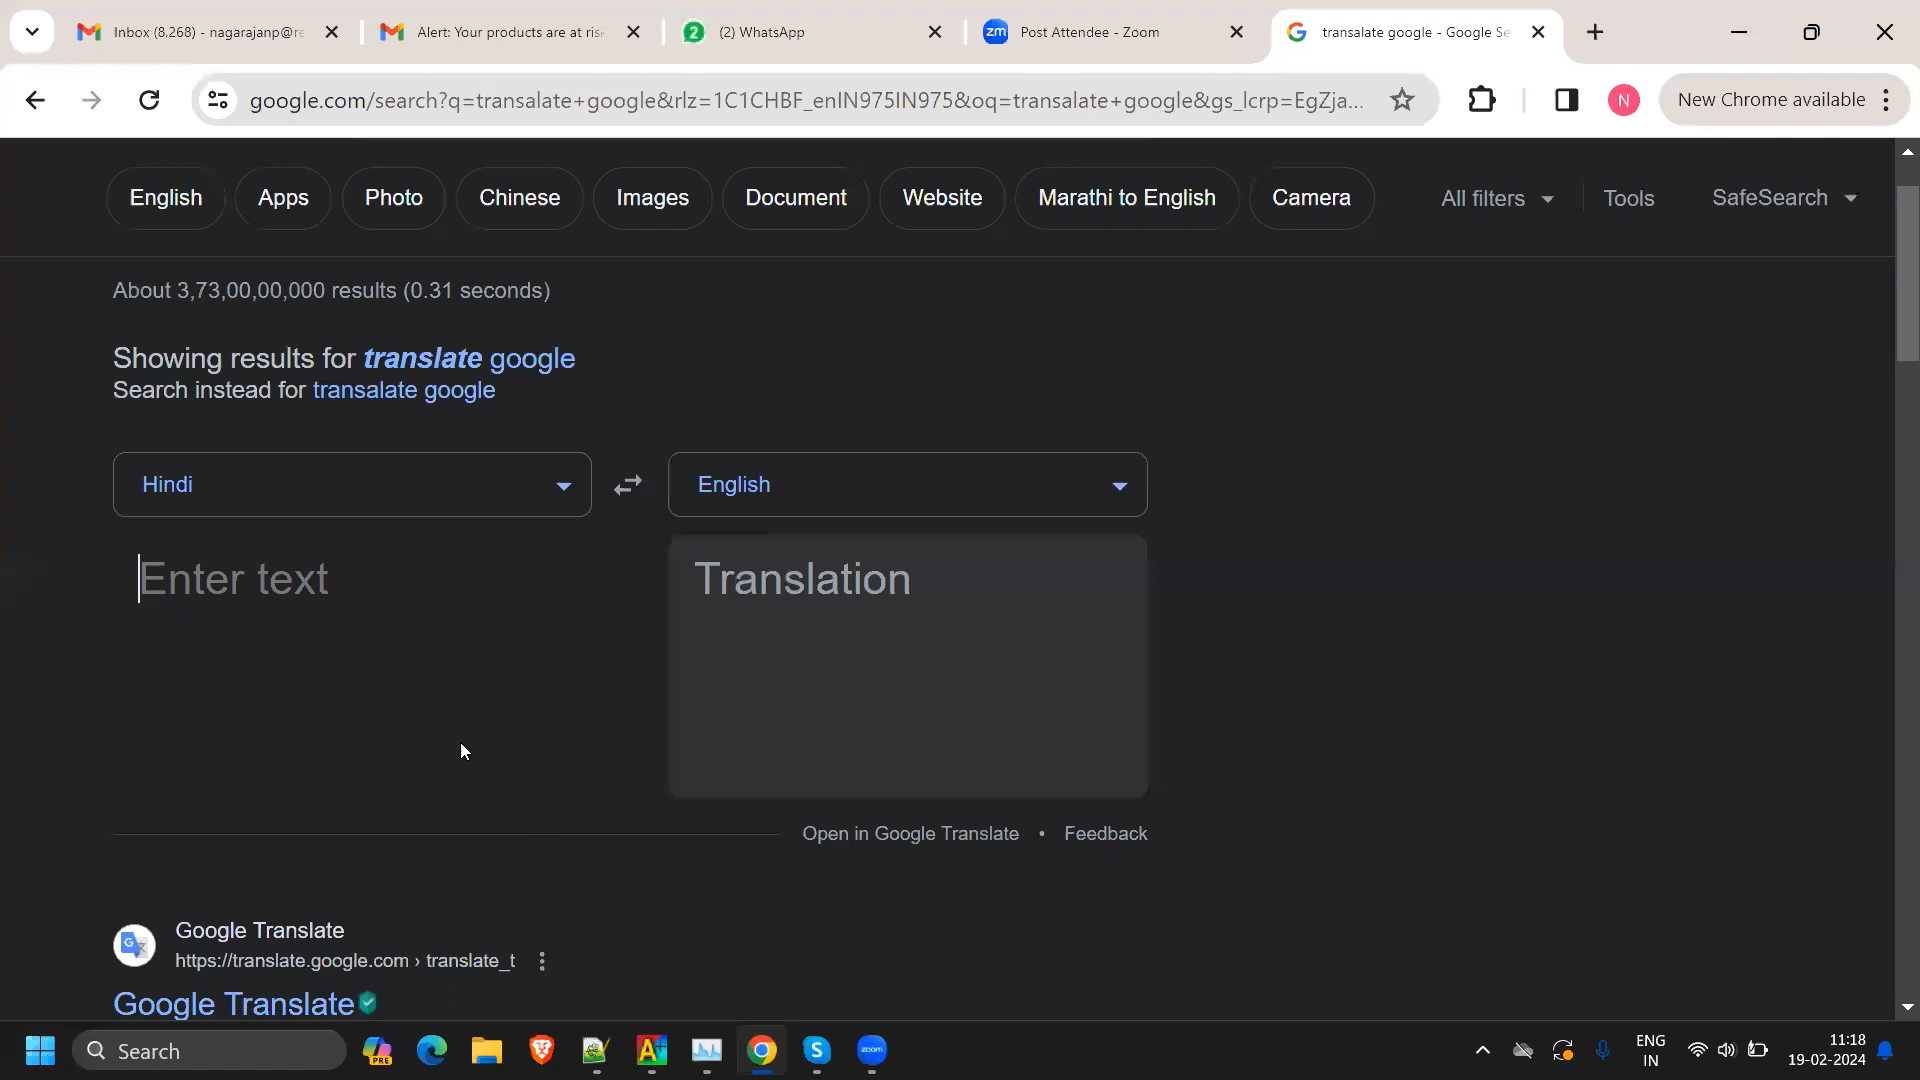 Inbox (8,268) - nagarajanp@re
Alert: Your products are at ris
(2) WhatsApp
Post Attendee - Zoom
transalate google - Google Se
google.com/search?q=transalate+google&rlz=1C1CHBF_enIN975IN975&oq=transalate+google&gs_lcrp=EgZja...
N
New Chrome available
English
Apps
Photo
Chinese
Images
Document
Website
Marathi to English
Camera
All filters
Tools
SafeSearch
About 3,73,00,00,000 results (0.31 seconds)
Showing results for translate google
Search instead for transalate google
Hindi
English
Enter text
Translation
Open in Google Translate • Feedback
Google Translate
https://translate.google.com › translate_t
Google Translate
Search
PRE
zoom
ENG
IN
11:18
19-02-2024